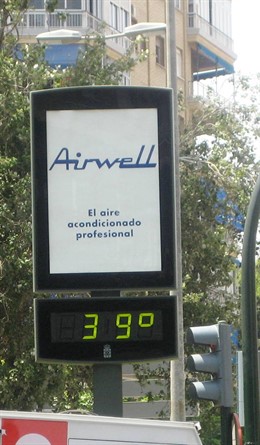 Airwell
El aire
acondicionado
profesional
39º